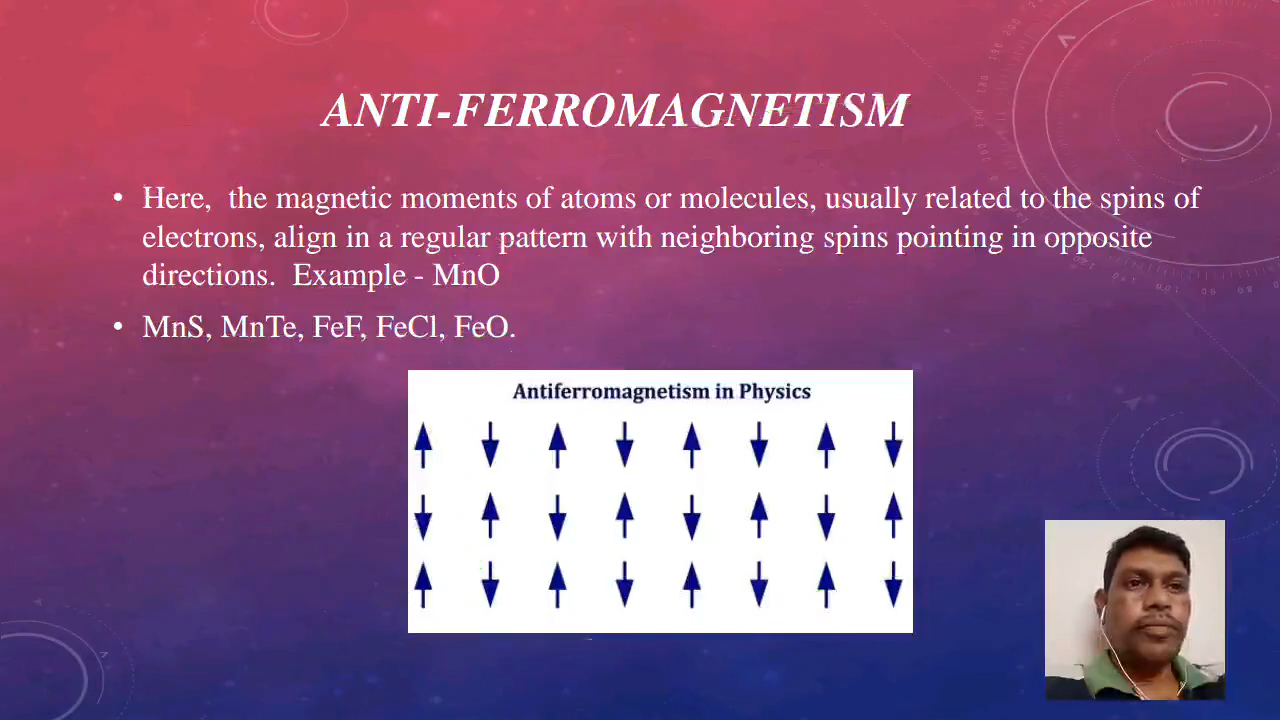 ANTI-FERROMAGNETISM
• Here, the magnetic moments of atoms or molecules, usually related to the spins of
electrons, align in a regular pattern with neighboring spins pointing in opposite
directions. Example - MnO
• MnS, MnTe, FeF, FeCl, FeO.
Antiferromagnetism in Physics